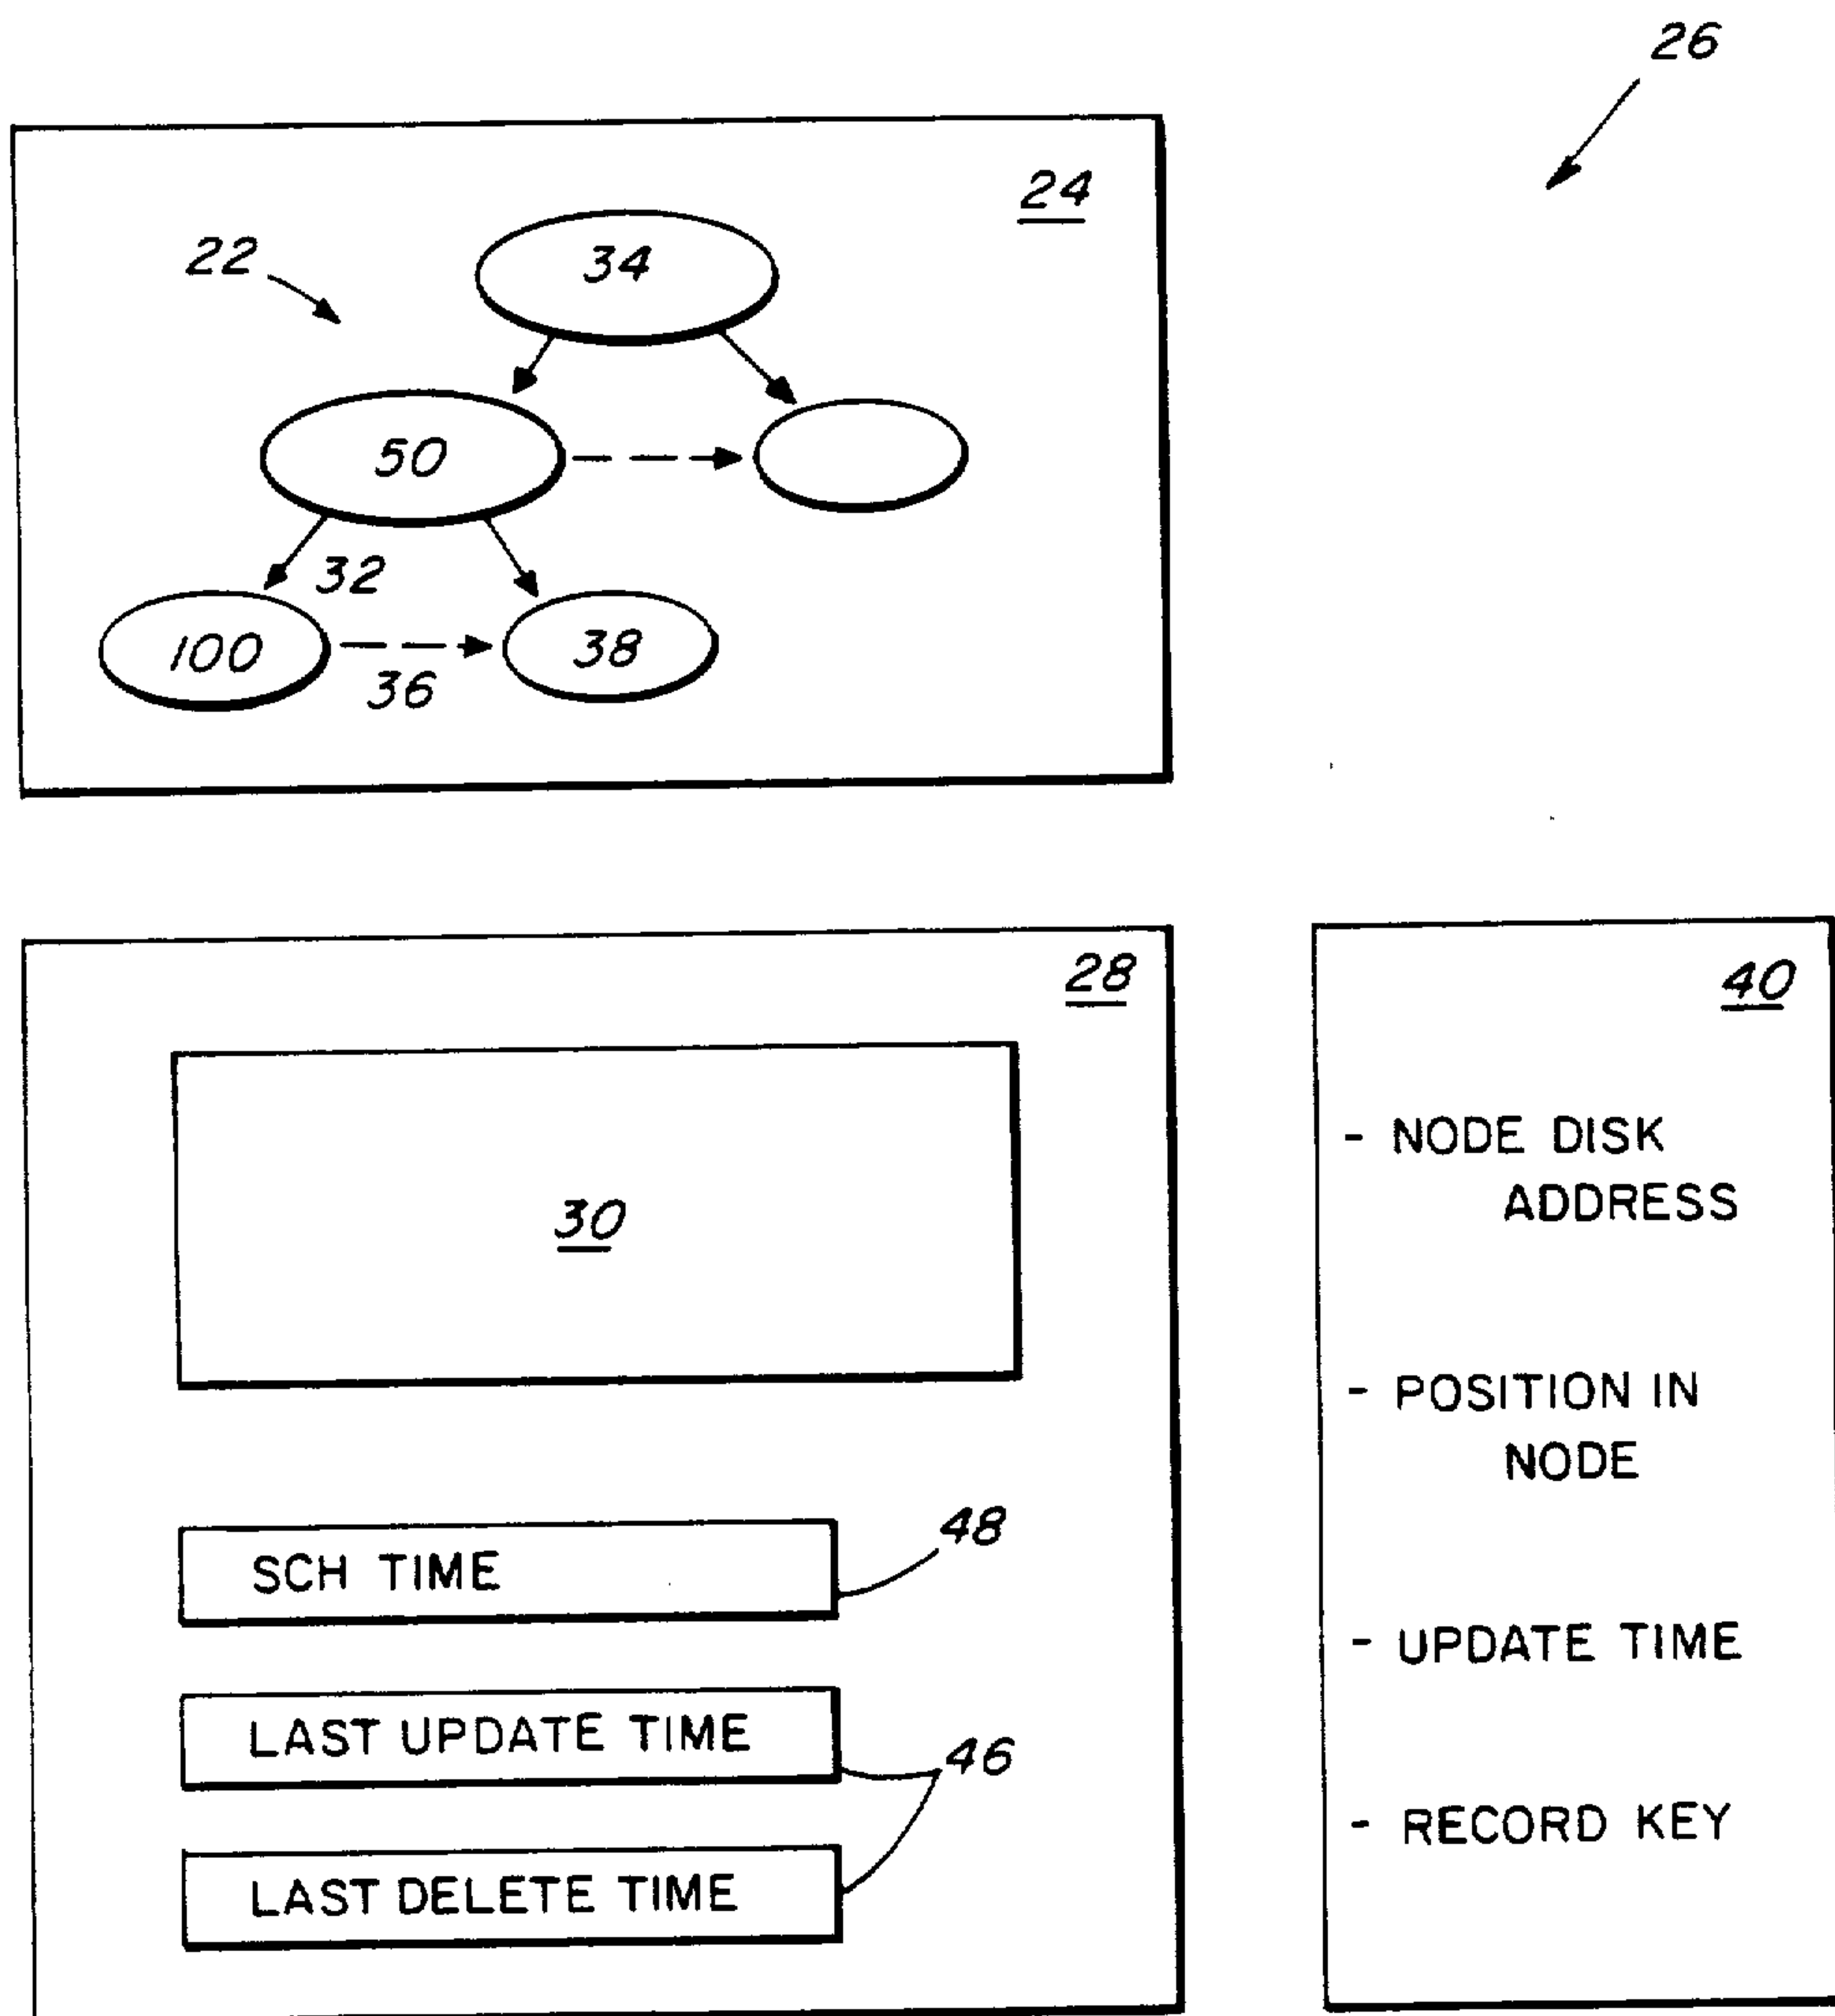 26
24
22
34
50
32
100
38
36
28
40
30
- NODE DISK
ADDRESS
- POSITION IN
NODE
- UPDATE TIME
- RECORD KEY
48
SCH TIME
LAST UPDATE TIME
46
LAST DELETE TIME